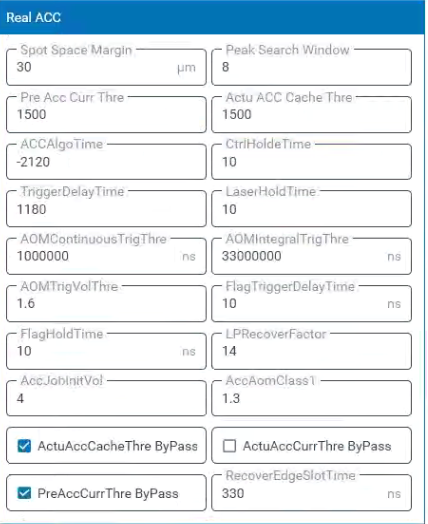 Real ACC
Spot Space Margin Peak Search Window
30 μm 8
Pre Acc Curr Thre Actu ACC Cache Thre
1500 1500
ACCAlgoTime CtrlHoldeTime
-2120 10
TriggerDelayTime LaserHoldTime
1180 10
AOMContinuousTrigThre AOMIntegralTrigThre
1000000 ns 33000000 ns
AOMTrigVolThre FlagTriggerDelayTime
1.6 10 ns
FlagHoldTime LPRecoverFactor
10 ns 14
AccJobInitVol AccAomClass1
4 1.3
ActuAccCacheThre ByPass ActuAccCurrThre ByPass
RecoverEdgeSlotTime
PreAccCurrThre ByPass 330 ns